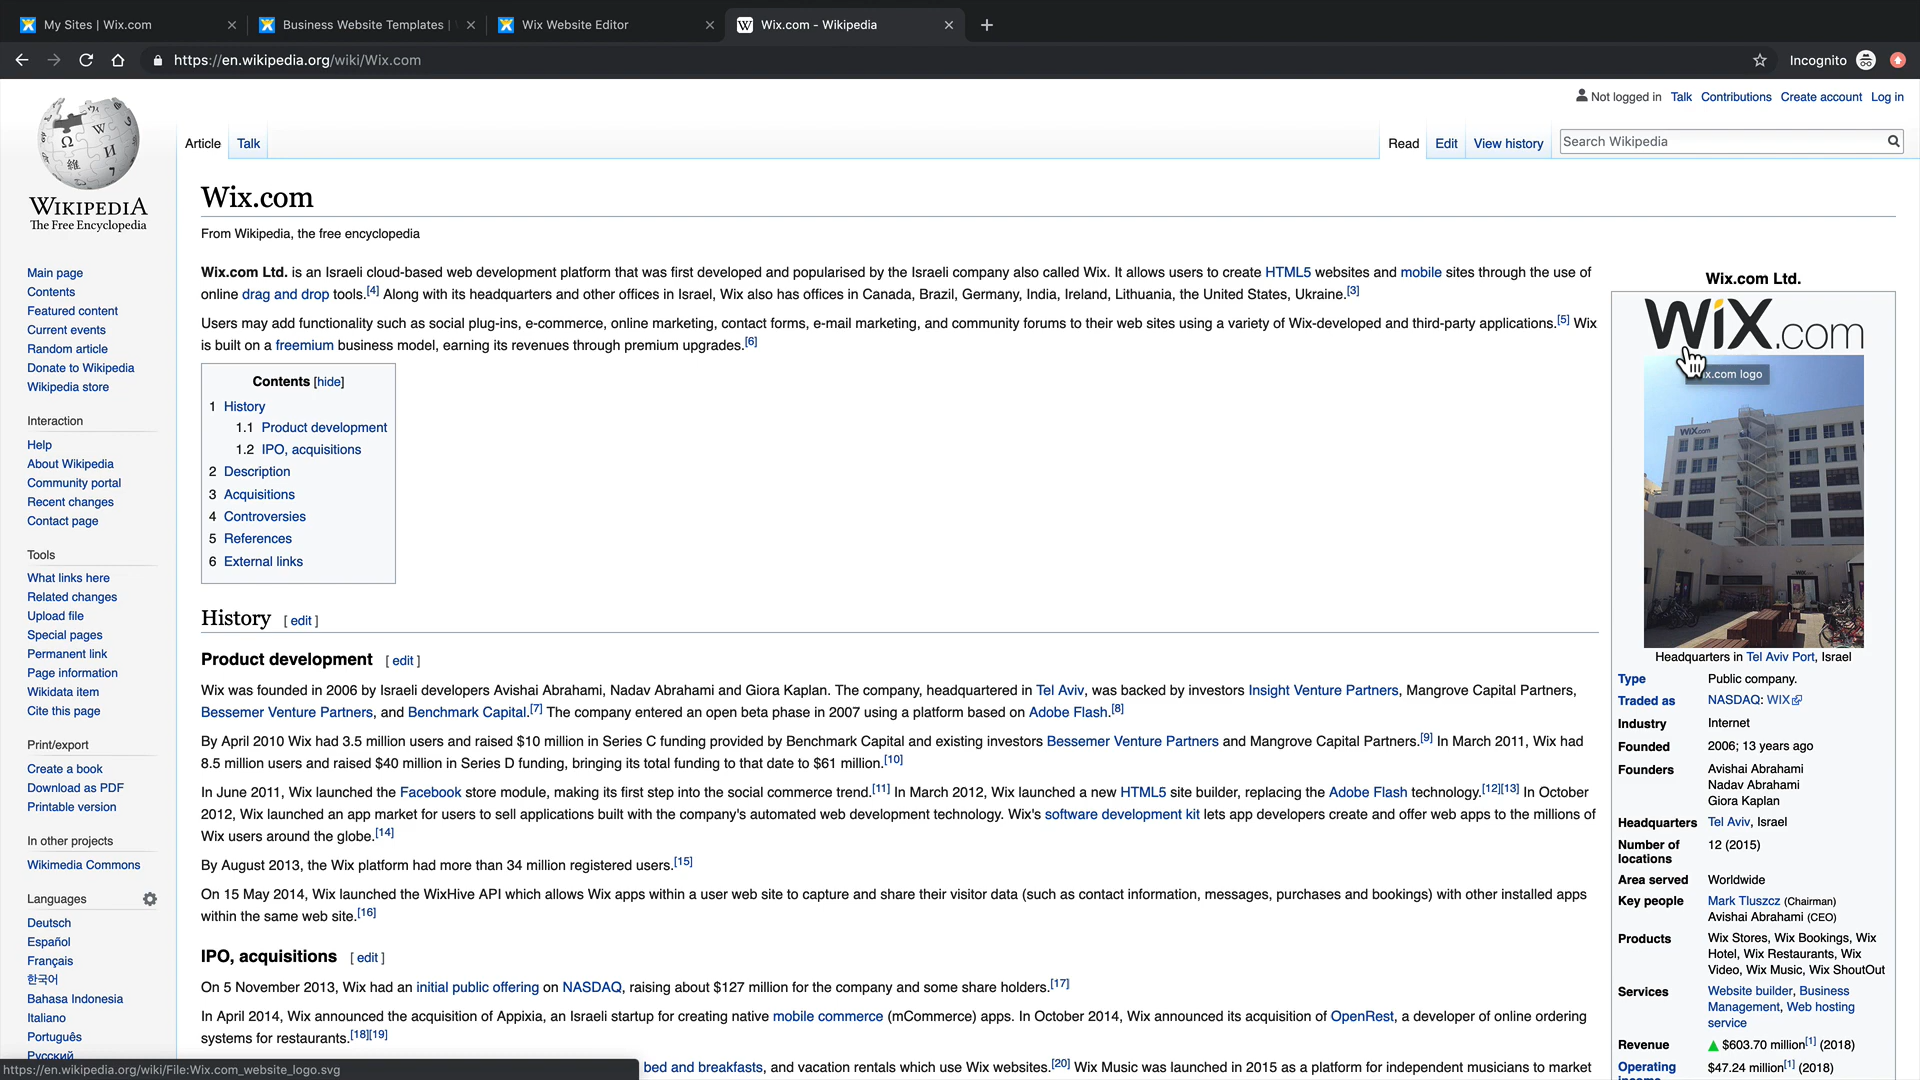 My Sites | Wix.com
Business Website Templates |
Wix Website Editor
Wix.com - Wikipedia
https://en.wikipedia.org/wiki/Wix.com
Incognito
Not logged in Talk Contributions Create account Log in
Article Talk
Read Edit View history
Search Wikipedia
WIKIPEDIA
The Free Encyclopedia
Main page
Contents
Featured content
Current events
Random article
Donate to Wikipedia
Wikipedia store
Interaction
Help
About Wikipedia
Community portal
Recent changes
Contact page
Tools
What links here
Related changes
Upload file
Special pages
Permanent link
Page information
Wikidata item
Cite this page
Print/export
Create a book
Download as PDF
Printable version
In other projects
Wikimedia Commons
Languages
Deutsch
Español
Français
한국어
Bahasa Indonesia
Italiano
Português
Русский
https://en.wikipedia.org/wiki/File:Wix.com_website_logo.svg
Wix.com
From Wikipedia, the free encyclopedia
Wix.com Ltd. is an Israeli cloud-based web development platform that was first developed and popularised by the Israeli company also called Wix. It allows users to create HTML5 websites and mobile sites through the use of
online drag and drop tools.[4] Along with its headquarters and other offices in Israel, Wix also has offices in Canada, Brazil, Germany, India, Ireland, Lithuania, the United States, Ukraine.[3]
Users may add functionality such as social plug-ins, e-commerce, online marketing, contact forms, e-mail marketing, and community forums to their web sites using a variety of Wix-developed and third-party applications.[5] Wix
is built on a freemium business model, earning its revenues through premium upgrades.[6]
Contents [hide]
1 History
1.1 Product development
1.2 IPO, acquisitions
2 Description
3 Acquisitions
4 Controversies
5 References
6 External links
History [ edit ]
Product development [ edit ]
Wix was founded in 2006 by Israeli developers Avishai Abrahami, Nadav Abrahami and Giora Kaplan. The company, headquartered in Tel Aviv, was backed by investors Insight Venture Partners, Mangrove Capital Partners,
Bessemer Venture Partners, and Benchmark Capital.[7] The company entered an open beta phase in 2007 using a platform based on Adobe Flash.[8]
By April 2010 Wix had 3.5 million users and raised $10 million in Series C funding provided by Benchmark Capital and existing investors Bessemer Venture Partners and Mangrove Capital Partners.[9] In March 2011, Wix had
8.5 million users and raised $40 million in Series D funding, bringing its total funding to that date to $61 million.[10]
In June 2011, Wix launched the Facebook store module, making its first step into the social commerce trend.[11] In March 2012, Wix launched a new HTML5 site builder, replacing the Adobe Flash technology.[12][13] In October
2012, Wix launched an app market for users to sell applications built with the company's automated web development technology. Wix's software development kit lets app developers create and offer web apps to the millions of
Wix users around the globe.[14]
By August 2013, the Wix platform had more than 34 million registered users.[15]
On 15 May 2014, Wix launched the WixHive API which allows Wix apps within a user web site to capture and share their visitor data (such as contact information, messages, purchases and bookings) with other installed apps
within the same web site.[16]
IPO, acquisitions [ edit ]
On 5 November 2013, Wix had an initial public offering on NASDAQ, raising about $127 million for the company and some share holders.[17]
In April 2014, Wix announced the acquisition of Appixia, an Israeli startup for creating native mobile commerce (mCommerce) apps. In October 2014, Wix announced its acquisition of OpenRest, a developer of online ordering
systems for restaurants.[18][19]
bed and breakfasts, and vacation rentals which use Wix websites.[20] Wix Music was launched in 2015 as a platform for independent musicians to market
Wix.com Ltd.
WiX.com
x.com logo
WiX.com
Headquarters in Tel Aviv Port, Israel
Type Public company.
Traded as NASDAQ: WIX
Industry Internet
Founded 2006; 13 years ago
Founders Avishai Abrahami
Nadav Abrahami
Giora Kaplan
Headquarters Tel Aviv, Israel
Number of 12 (2015)
locations
Area served Worldwide
Key people Mark Tluszcz (Chairman)
Avishai Abrahami (CEO)
Products Wix Stores, Wix Bookings, Wix
Hotel, Wix Restaurants, Wix
Video, Wix Music, Wix ShoutOut
Services Website builder, Business
Management, Web hosting
service
Revenue ▲ $603.70 million[1] (2018)
Operating $47.24 million[1] (2018)